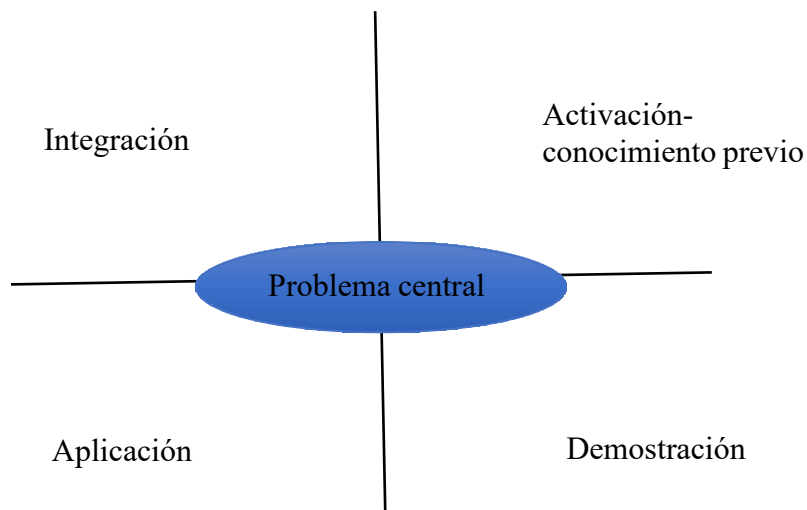 Integración
Activación-
conocimiento previo
Problema central
Aplicación
Demostración